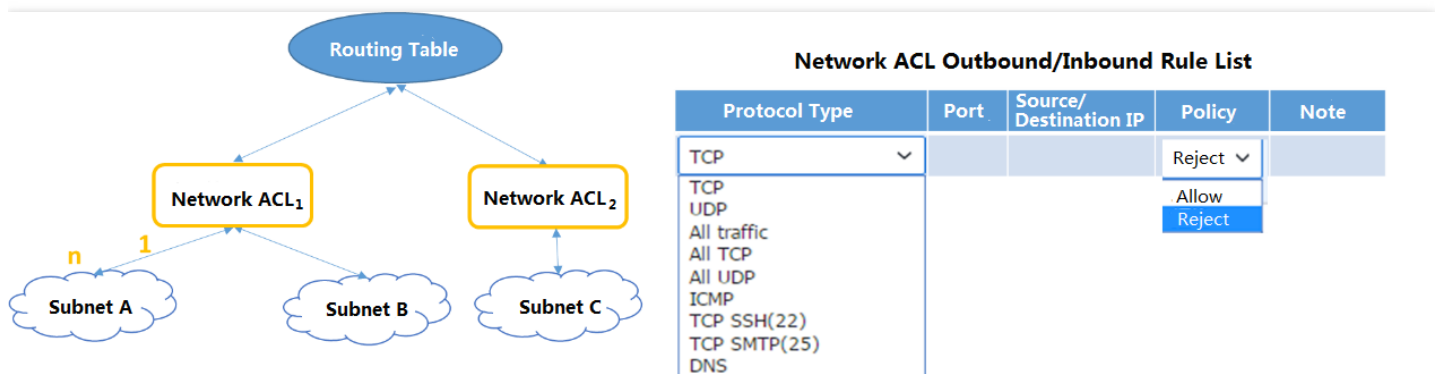 Routing Table
Network ACL1
Network ACL2
n
1
Subnet A
Subnet B
Subnet C
Network ACL Outbound/Inbound Rule List
Protocol Type Port Source/ Destination IP Policy Note
TCP Reject
TCP
UDP
All traffic
All TCP
All UDP
ICMP
TCP SSH(22)
TCP SMTP(25)
DNS
Allow
Reject